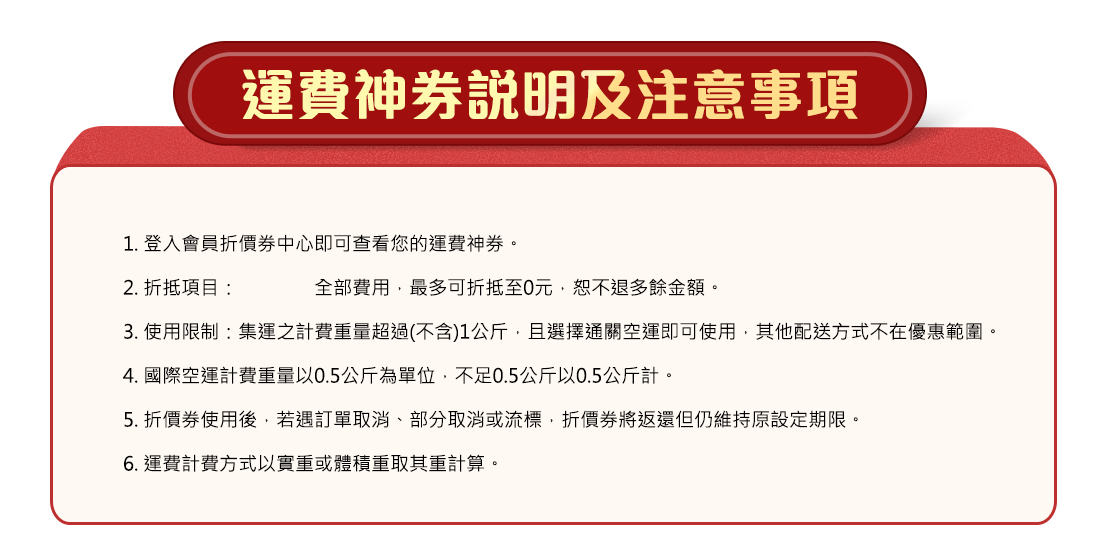 運費神券說明及注意事項
1. 登入會員折價券中心即可查看您的運費神券。
2. 折抵項目： 全部費用，最多可折抵至0元，恕不退多餘金額。
3. 使用限制：集運之計費重量超過(不含)1公斤，且選擇通關空運即可使用，其他配送方式不在優惠範圍。
4. 國際空運計費重量以0.5公斤為單位，不足0.5公斤以0.5公斤計。
5. 折價券使用後，若遇訂單取消、部分取消或流標，折價券將返還但仍維持原設定期限。
6. 運費計費方式以實重或體積重取其重計算。